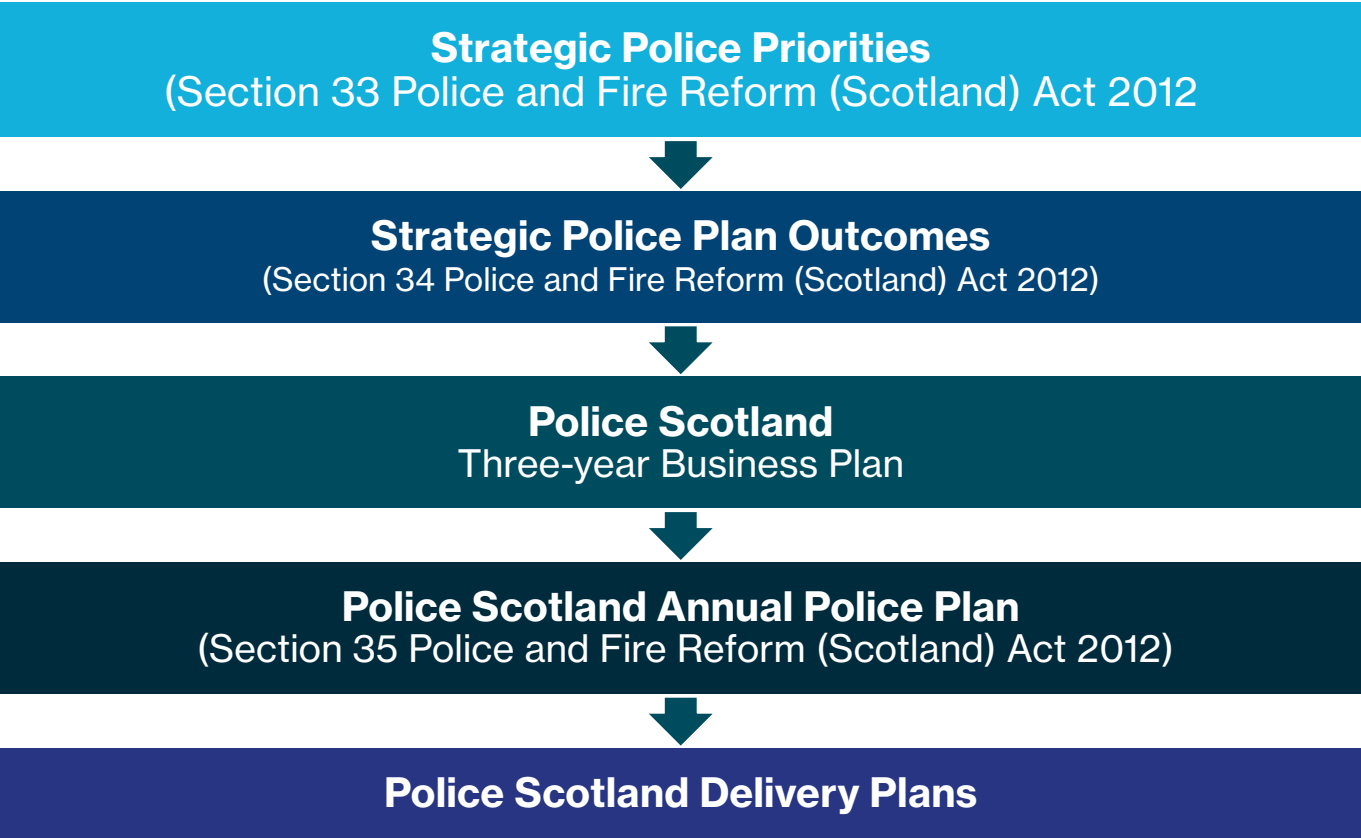 Strategic Police Priorities
(Section 33 Police and Fire Reform (Scotland) Act 2012
Strategic Police Plan Outcomes
(Section 34 Police and Fire Reform (Scotland) Act 2012)
Police Scotland
Three-year Business Plan
Police Scotland Annual Police Plan
(Section 35 Police and Fire Reform (Scotland) Act 2012)
Police Scotland Delivery Plans